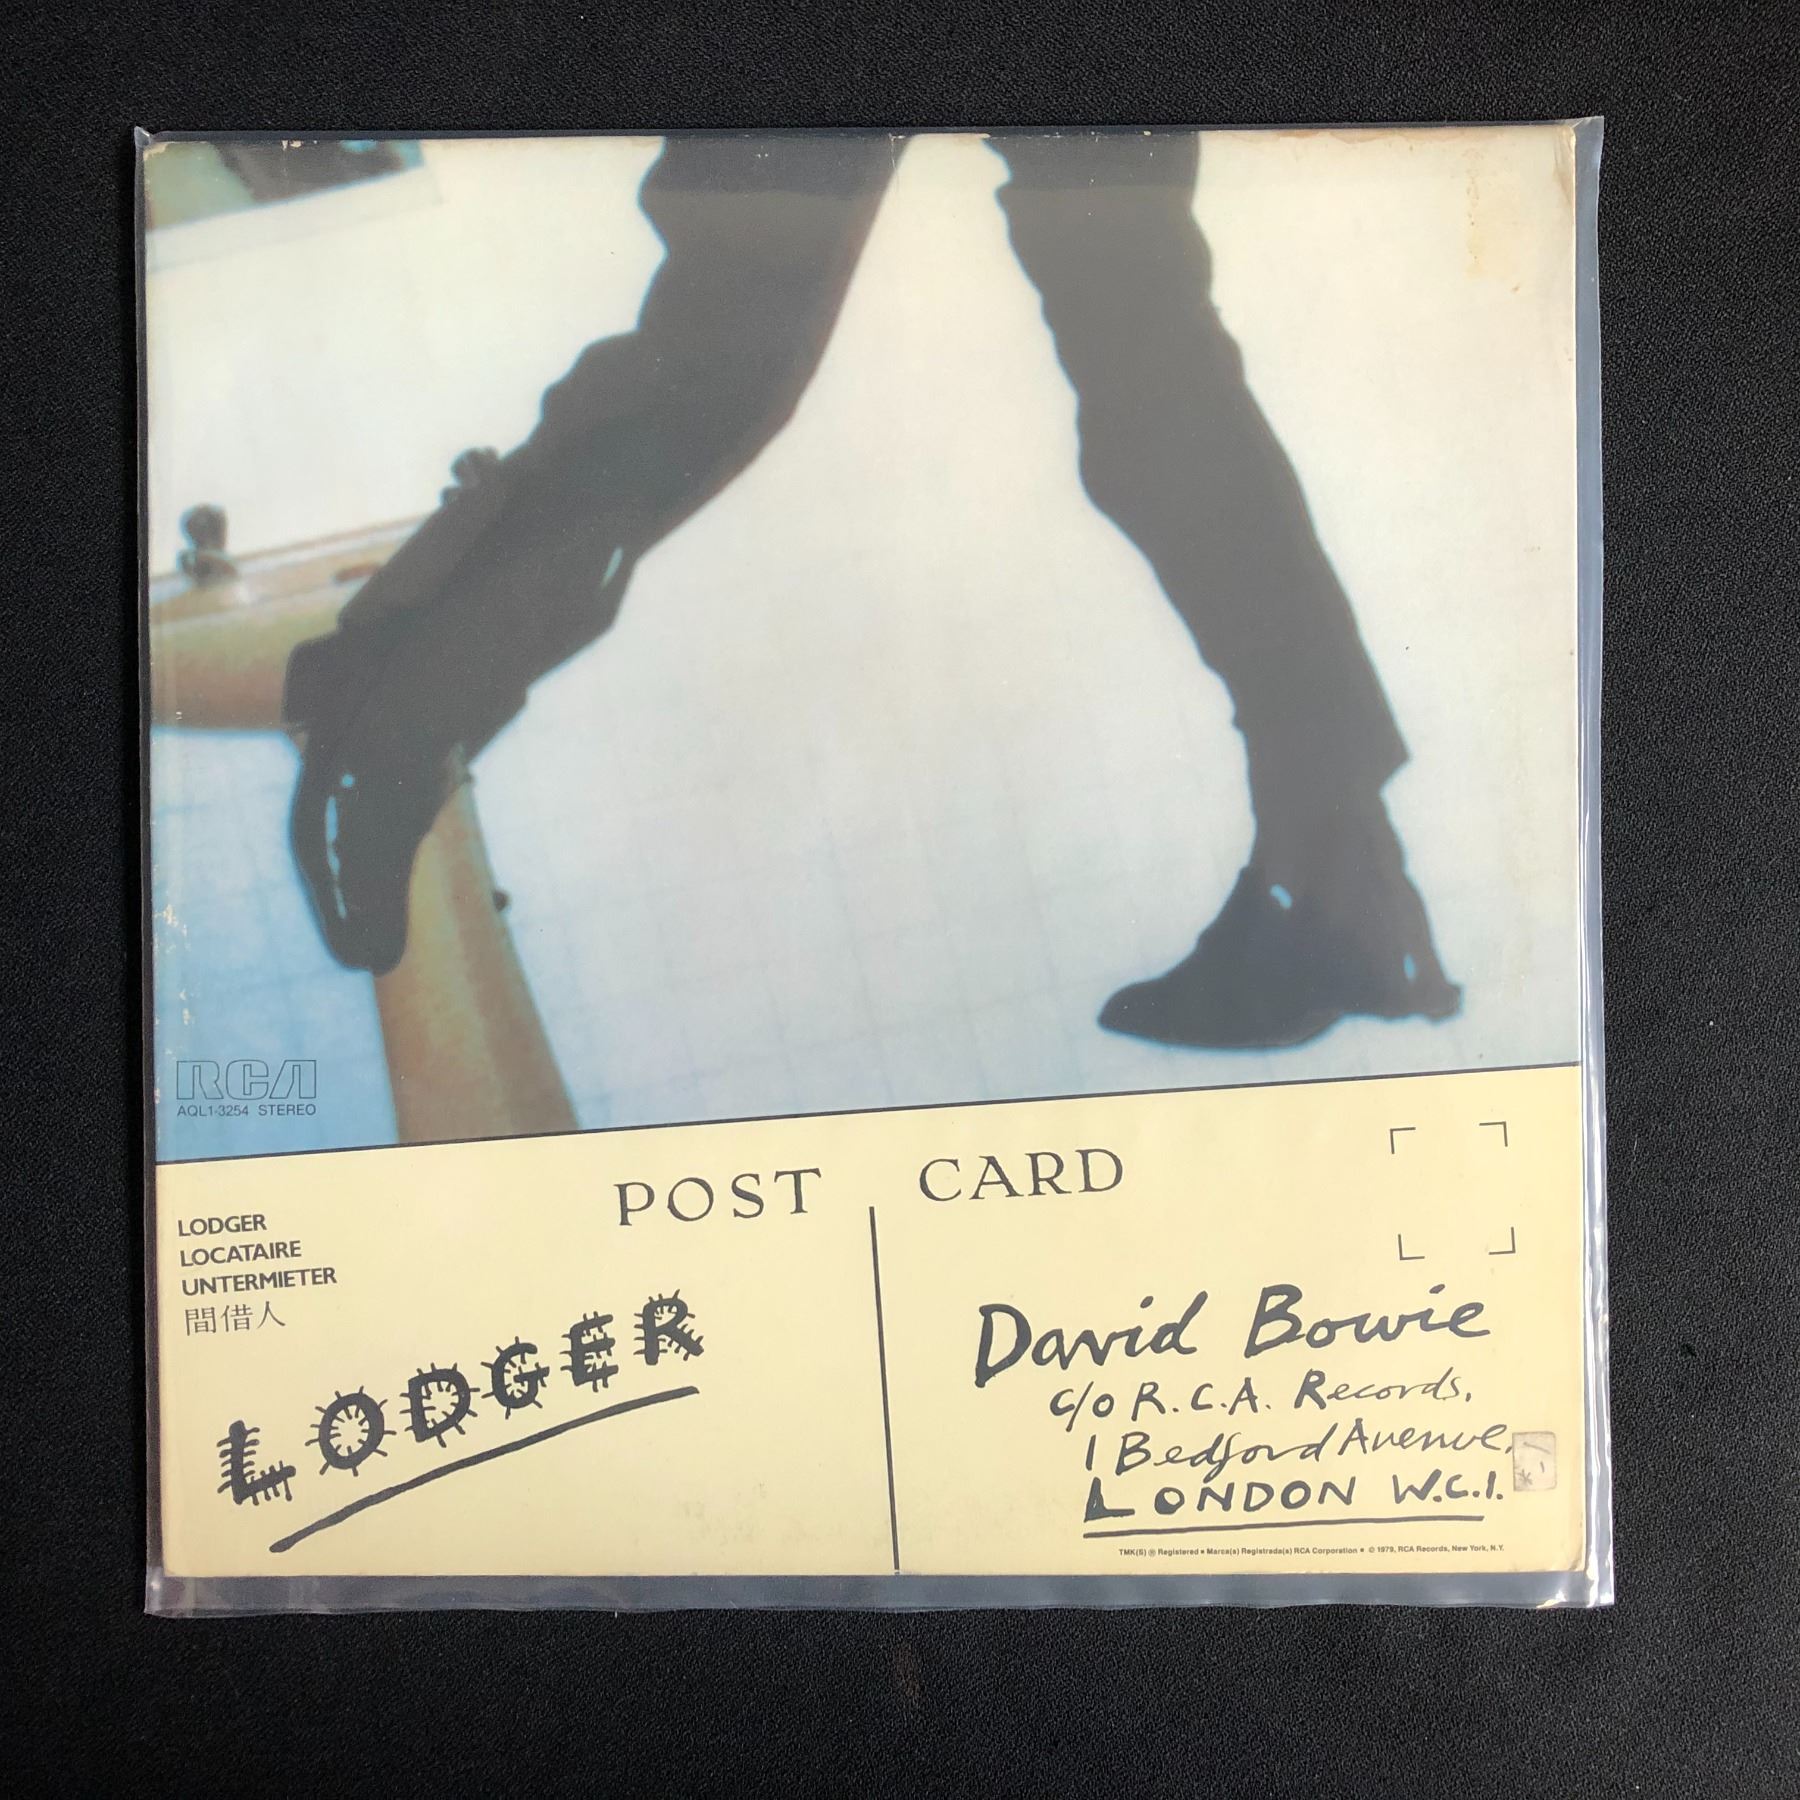 RCA
AQL1-3254 STEREO
POST CARD
LODGER
LOCATAIRE
UNTERMIETER
間借人
LODGER
David Bowie
c/o R.C.A. Records,
1 Bedford Avenue,
LONDON W.C.1.
TMK(S) ® Registered • Marca(s) Registrada(s) RCA Corporation • © 1979, RCA Records, New York, N.Y.